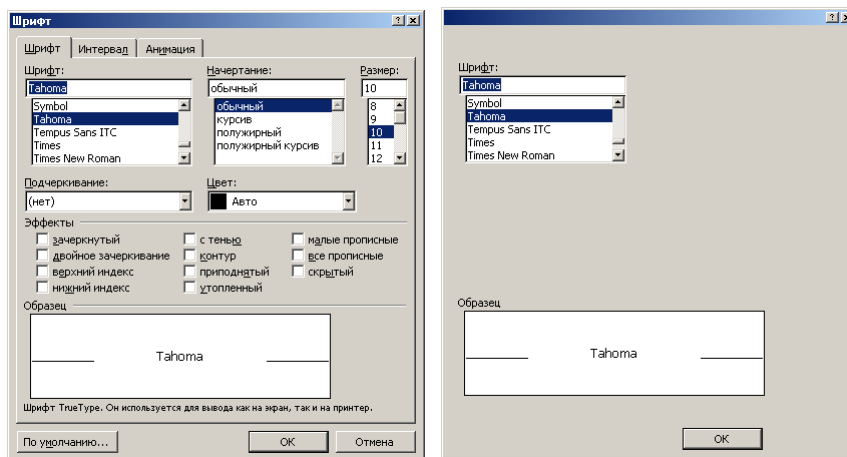 Шрифт
Шрифт Интервал Анимация
Шрифт: Начертание: Размер:
Tahoma обычный 10
Symbol обычный 8
Tahoma курсив 9
Tempus Sans ITC полужирный 10
Times полужирный курсив 11
Times New Roman 12
Подчеркивание: Цвет:
(нет) Авто
Эффекты
зачеркнутый с тенью малые прописные
двойное зачеркивание контур все прописные
верхний индекс приподнятый скрытый
нижний индекс утопленный
Образец
Tahoma
Шрифт TrueType. Он используется для вывода как на экран, так и на принтер.
По умолчанию... ОК Отмена
Шрифт:
Tahoma
Symbol
Tahoma
Tempus Sans ITC
Times
Times New Roman
Образец
Tahoma
ОК